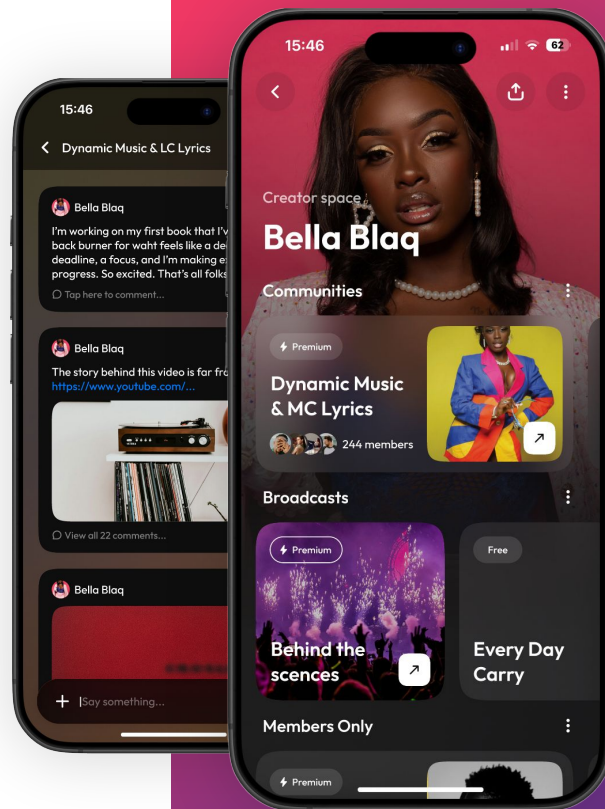 15:46
Dynamic Music & LC Lyrics
Bella Blaq
I'm working on my first book that I'v
back burner for waht feels like a de
deadline, a focus, and I'm making e
progress. So excited. That's all folks
Tap here to comment...
Bella Blaq
The story behind this video is far fro
https://www.youtube.com/...
View all 22 comments...
Bella Blaq
Say something...
15:46
62
Creator space
Bella Blaq
Communities
Premium
Dynamic Music
& MC Lyrics
244 members
Broadcasts
Premium
Behind the
scences
Free
Every Day
Carry
Members Only
Premium